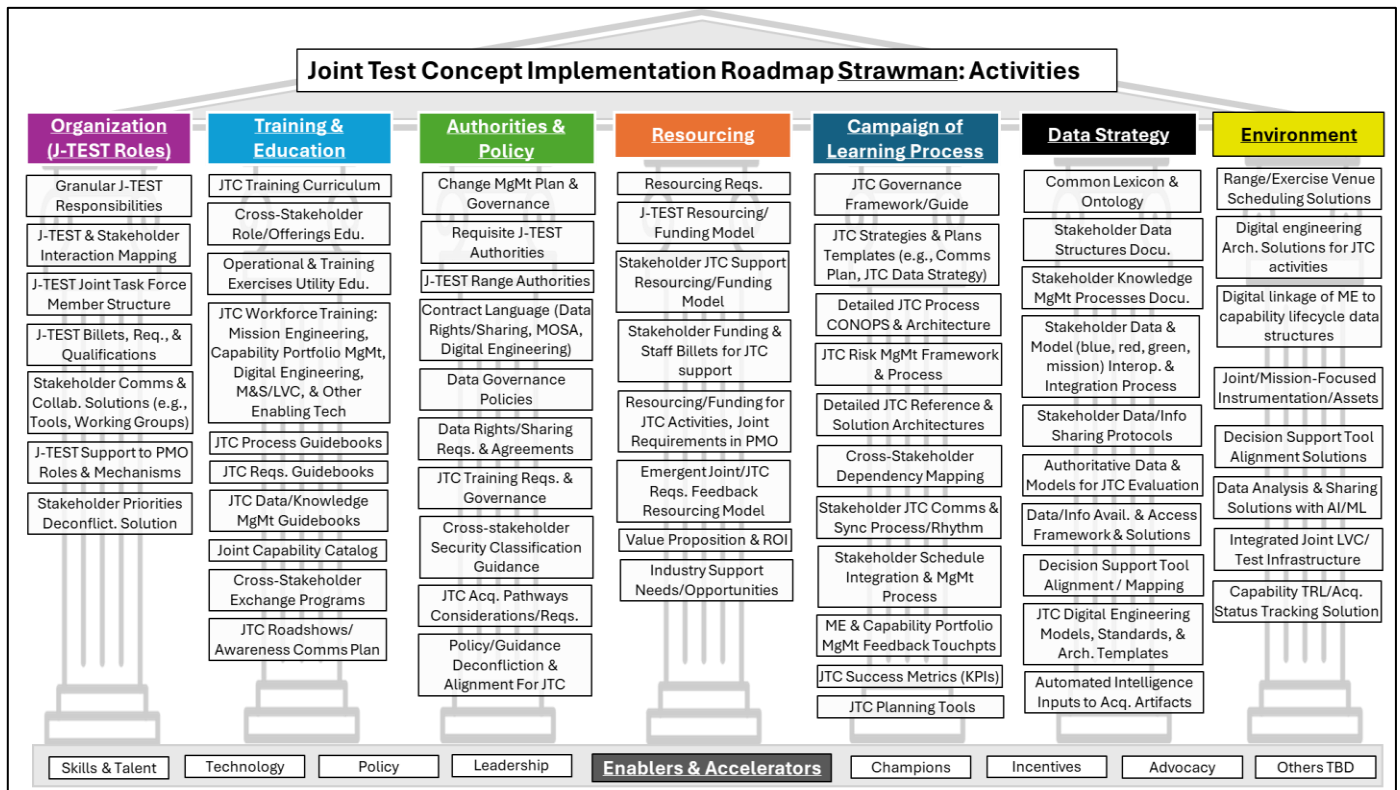 Joint Test Concept Implementation Roadmap Strawman: Activities
Organization
(J-TEST Roles)
Granular J-TEST
Responsibilities
J-TEST & Stakeholder
Interaction Mapping
J-TEST Joint Task Force
Member Structure
J-TEST Billets, Req., &
Qualifications
Stakeholder Comms &
Collab. Solutions (e.g.,
Tools, Working Groups)
J-TEST Support to PMO
Roles & Mechanisms
Stakeholder Priorities
Deconflict. Solution
Training &
Education
JTC Training Curriculum
Cross-Stakeholder
Role/Offerings Edu.
Operational & Training
Exercises Utility Edu.
JTC Workforce Training:
Mission Engineering,
Capability Portfolio MgMt,
Digital Engineering,
M&S/LVC, & Other
Enabling Tech
JTC Process Guidebooks
JTC Reqs. Guidebooks
JTC Data/Knowledge
MgMt Guidebooks
Joint Capability Catalog
Cross-Stakeholder
Exchange Programs
JTC Roadshows/
Awareness Comms Plan
Authorities &
Policy
Change MgMt Plan &
Governance
Requisite J-TEST
Authorities
J-TEST Range Authorities
Contract Language (Data
Rights/Sharing, MOSA,
Digital Engineering)
Data Governance
Policies
Data Rights/Sharing
Reqs. & Agreements
JTC Training Reqs. &
Governance
Cross-stakeholder
Security Classification
Guidance
JTC Acq. Pathways
Considerations/Reqs.
Policy/Guidance
Deconfliction &
Alignment For JTC
Resourcing
Resourcing Reqs.
J-TEST Resourcing/
Funding Model
Stakeholder JTC Support
Resourcing/Funding
Model
Stakeholder Funding &
Staff Billets for JTC
support
Resourcing/Funding for
JTC Activities, Joint
Requirements in PMO
Emergent Joint/JTC
Reqs. Feedback
Resourcing Model
Value Proposition & ROI
Industry Support
Needs/Opportunities
Campaign of
Learning Process
JTC Governance
Framework/Guide
JTC Strategies & Plans
Templates (e.g., Comms
Plan, JTC Data Strategy)
Detailed JTC Process
CONOPS & Architecture
JTC Risk MgMt Framework
& Process
Detailed JTC Reference &
Solution Architectures
Cross-Stakeholder
Dependency Mapping
Stakeholder JTC Comms &
Sync Process/Rhythm
Stakeholder Schedule
Integration & MgMt
Process
ME & Capability Portfolio
MgMt Feedback Touchpts
JTC Success Metrics (KPIs)
JTC Planning Tools
Data Strategy
Common Lexicon &
Ontology
Stakeholder Data
Structures Docu.
Stakeholder Knowledge
MgMt Processes Docu.
Stakeholder Data &
Model (blue, red, green,
mission) Interop. &
Integration Process
Stakeholder Data/Info
Sharing Protocols
Authoritative Data &
Models for JTC Evaluation
Data/Info Avail. & Access
Framework & Solutions
Decision Support Tool
Alignment / Mapping
JTC Digital Engineering
Models, Standards, &
Arch. Templates
Automated Intelligence
Inputs to Acq. Artifacts
Environment
Range/Exercise Venue
Scheduling Solutions
Digital engineering
Arch. Solutions for JTC
activities
Digital linkage of ME to
capability lifecycle data
structures
Joint/Mission-Focused
Instrumentation/Assets
Decision Support Tool
Alignment Solutions
Data Analysis & Sharing
Solutions with AI/ML
Integrated Joint LVC/
Test Infrastructure
Capability TRL/Acq.
Status Tracking Solution
Skills & Talent
Technology
Policy
Leadership
Enablers & Accelerators
Champions
Incentives
Advocacy
Others TBD